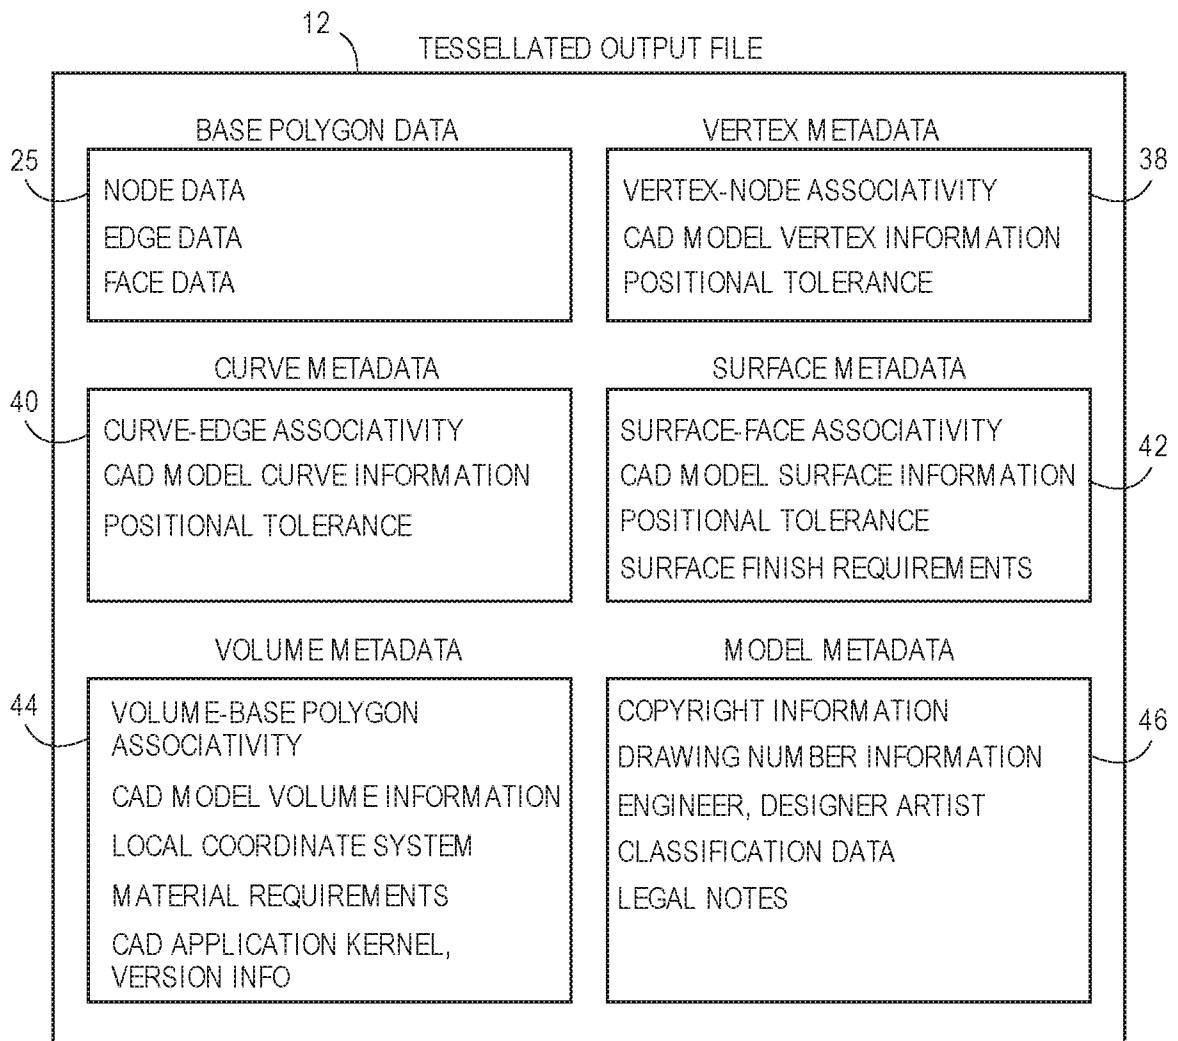 12
TESSELLATED OUTPUT FILE
BASE POLYGON DATA
25
NODE DATA
EDGE DATA
FACE DATA
VERTEX METADATA
38
VERTEX-NODE ASSOCIATIVITY
CAD MODEL VERTEX INFORMATION
POSITIONAL TOLERANCE
CURVE METADATA
40
CURVE-EDGE ASSOCIATIVITY
CAD MODEL CURVE INFORMATION
POSITIONAL TOLERANCE
SURFACE METADATA
42
SURFACE-FACE ASSOCIATIVITY
CAD MODEL SURFACE INFORMATION
POSITIONAL TOLERANCE
SURFACE FINISH REQUIREMENTS
VOLUME METADATA
44
VOLUME-BASE POLYGON
ASSOCIATIVITY
CAD MODEL VOLUME INFORMATION
LOCAL COORDINATE SYSTEM
MATERIAL REQUIREMENTS
CAD APPLICATION KERNEL,
VERSION INFO
MODEL METADATA
46
COPYRIGHT INFORMATION
DRAWING NUMBER INFORMATION
ENGINEER, DESIGNER ARTIST
CLASSIFICATION DATA
LEGAL NOTES